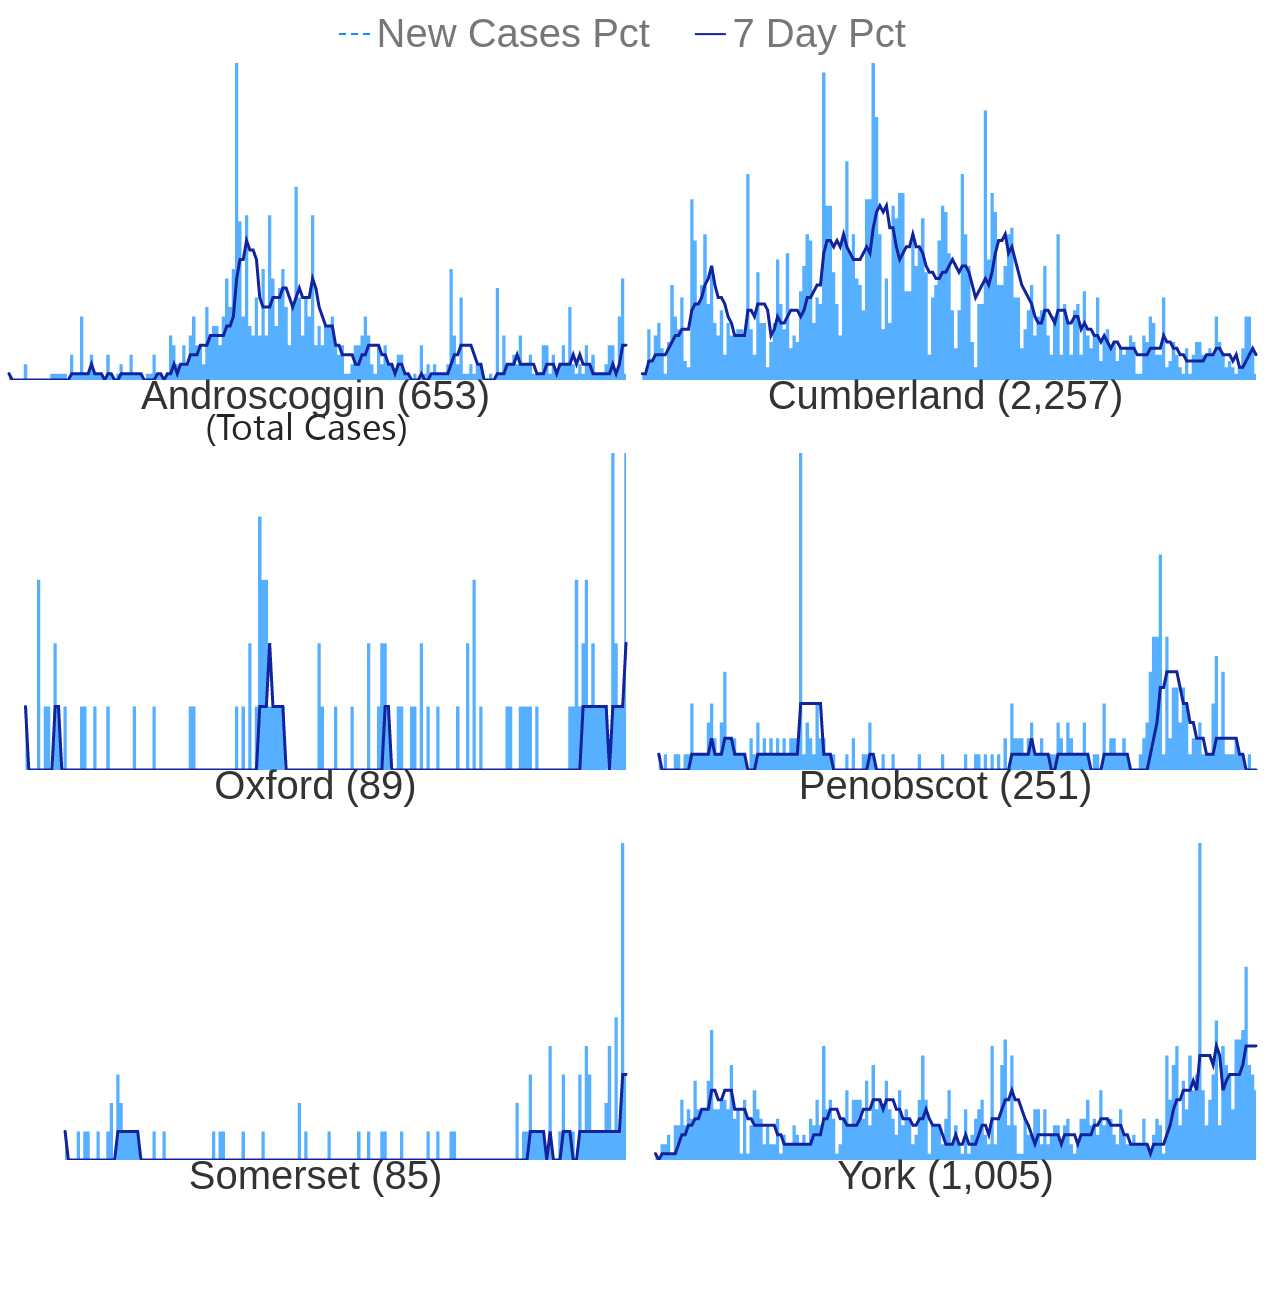 New Cases Pct 7 Day Pct
Androscoggin (653) Cumberland (2,257)
(Total Cases)
Oxford (89) Penobscot (251)
Somerset (85) York (1,005)